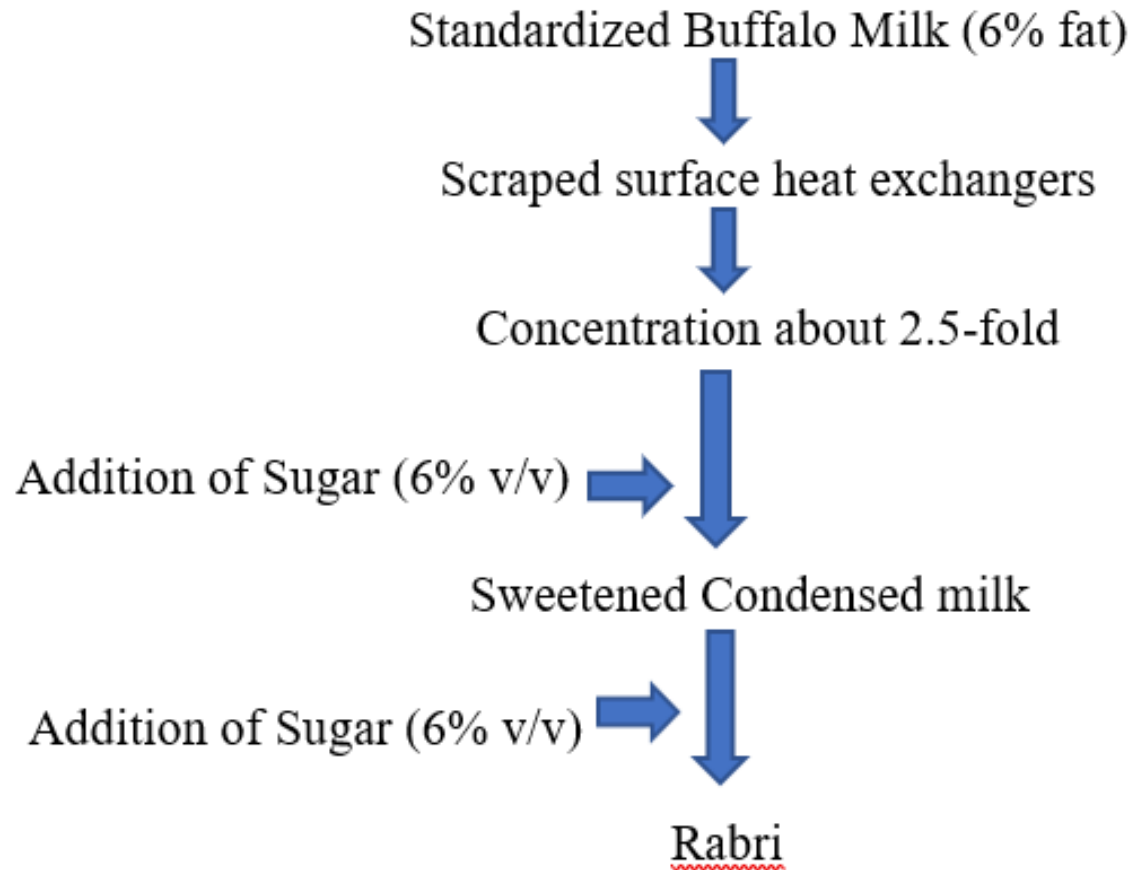 Standardized Buffalo Milk (6% fat)
Scraped surface heat exchangers
Concentration about 2.5-fold
Addition of Sugar (6% v/v)
Sweetened Condensed milk
Addition of Sugar (6% v/v)
Rabri